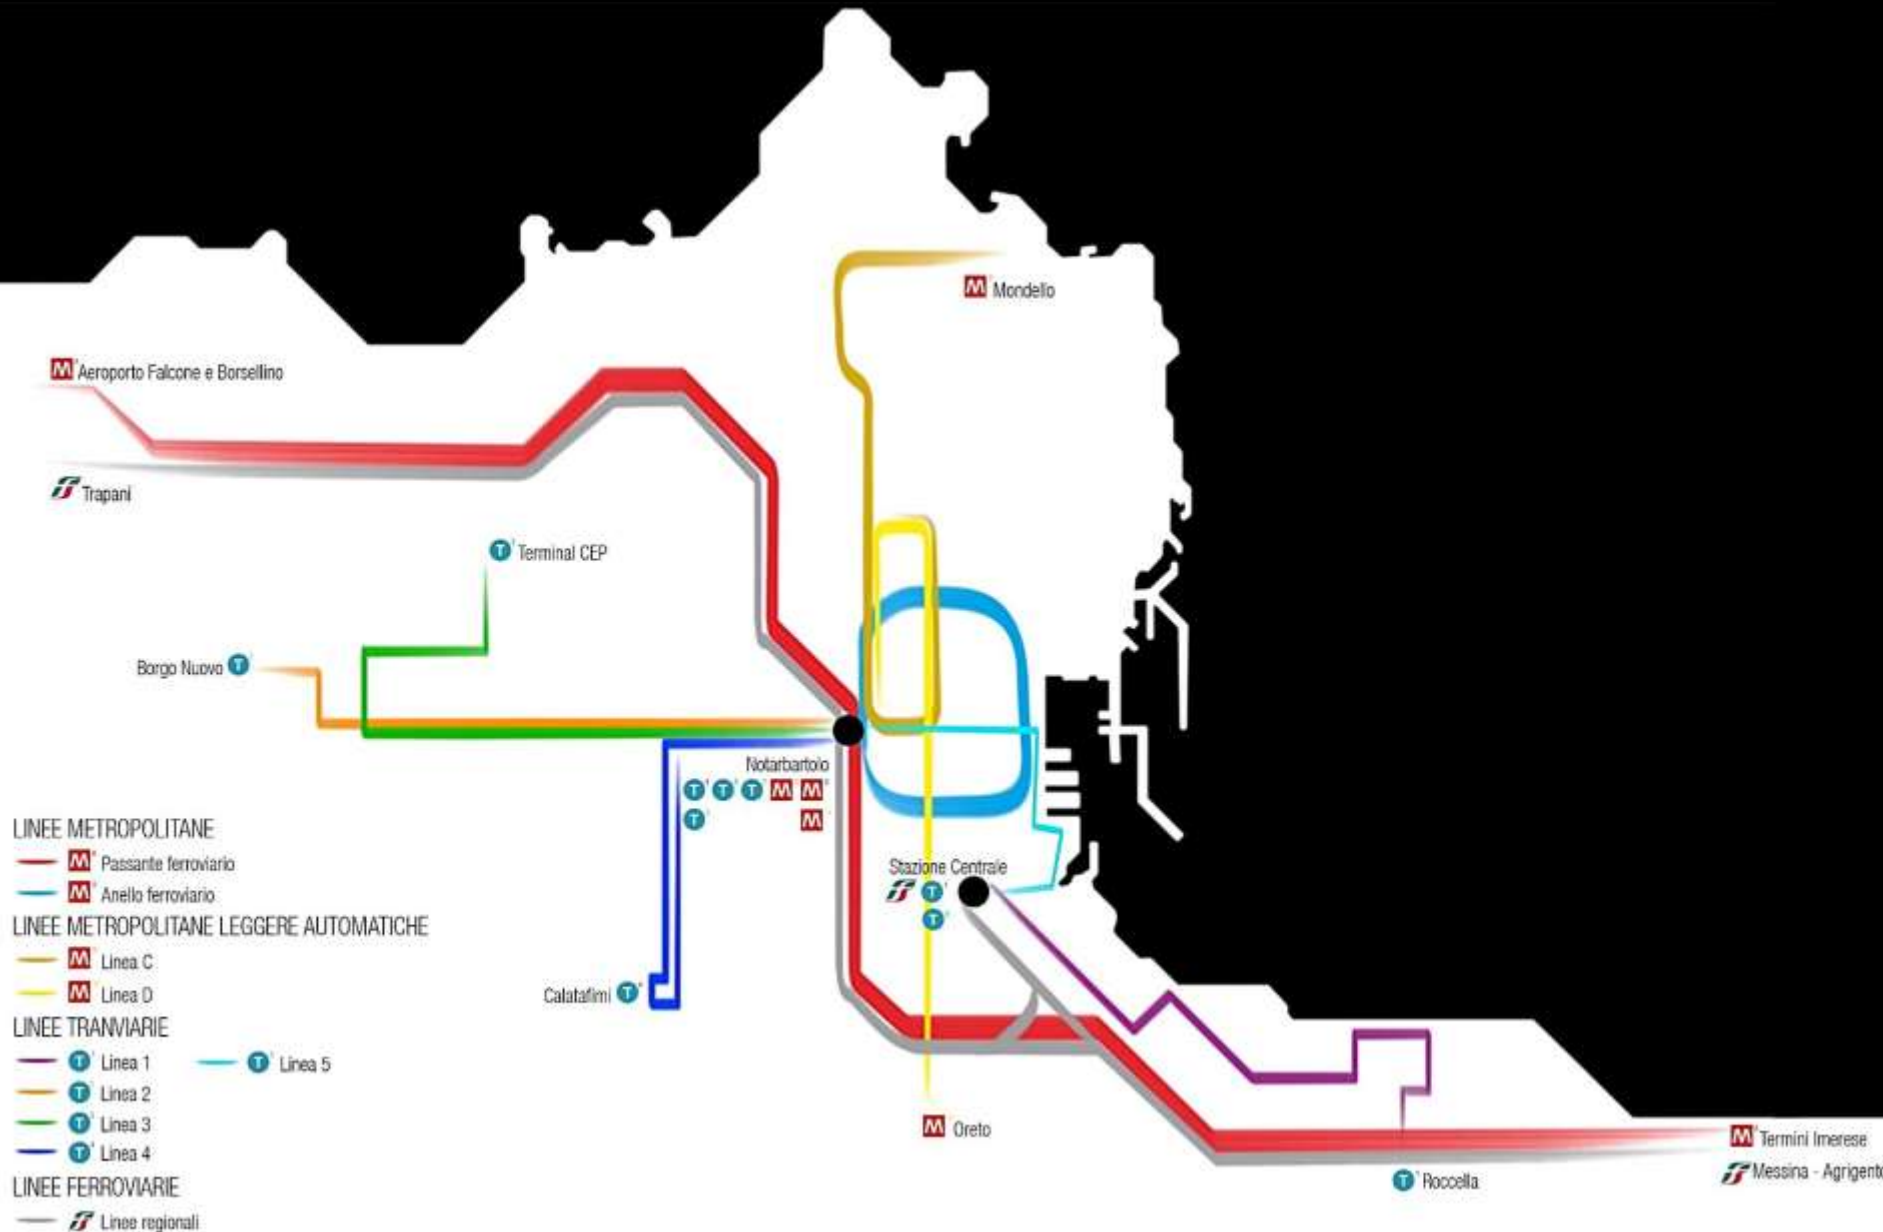 Mondello
Aeroporto Falcone e Borsellino
Trapani
T Terminal CEP
Borgo Nuovo T
Notarbartolo
T T T M M
T M
LINEE METROPOLITANE
M Passante ferroviario
M Anello ferroviario
LINEE METROPOLITANE LEGGERE AUTOMATICHE
M Linea C
M Linea D
LINEE TRANVIARIE
T Linea 1 T Linea 5
T Linea 2
T Linea 3
T Linea 4
LINEE FERROVIARIE
Linee regionali
Stazione Centrale
T
T
Calatafimi T
M Oreto
M Termini Imerese
Messina - Agrigento
T Roccella